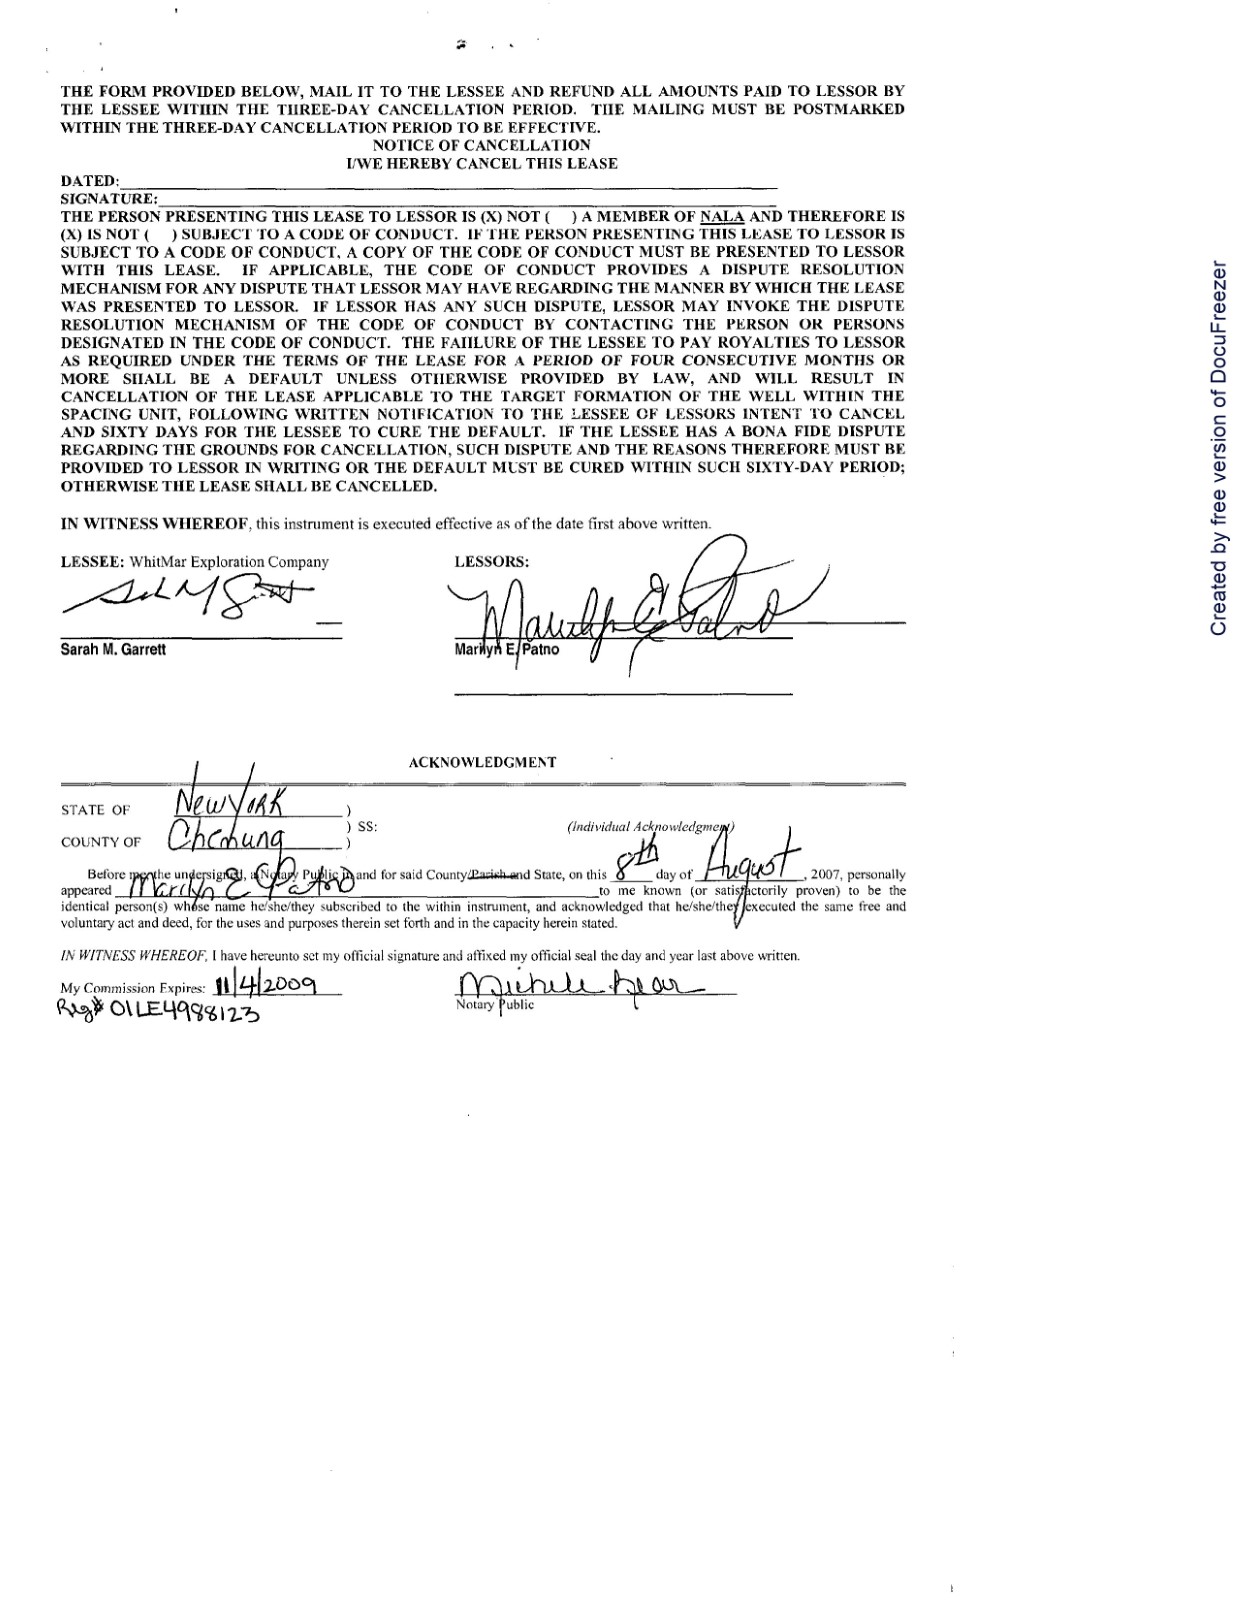 THE FORM PROVIDED BELOW, MAIL IT TO THE LESSEE AND REFUND ALL AMOUNTS PAID TO LESSOR BY
THE LESSEE WITHIN THE THREE-DAY CANCELLATION PERIOD. THE MAILING MUST BE POSTMARKED
WITHIN THE THREE-DAY CANCELLATION PERIOD TO BE EFFECTIVE.
NOTICE OF CANCELLATION
I/WE HEREBY CANCEL THIS LEASE
DATED:
SIGNATURE:
THE PERSON PRESENTING THIS LEASE TO LESSOR IS (X) NOT ( ) A MEMBER OF NALA AND THEREFORE IS
(X) IS NOT ( ) SUBJECT TO A CODE OF CONDUCT. IF THE PERSON PRESENTING THIS LEASE TO LESSOR IS
SUBJECT TO A CODE OF CONDUCT, A COPY OF THE CODE OF CONDUCT MUST BE PRESENTED TO LESSOR
WITH THIS LEASE. IF APPLICABLE, THE CODE OF CONDUCT PROVIDES A DISPUTE RESOLUTION
MECHANISM FOR ANY DISPUTE THAT LESSOR MAY HAVE REGARDING THE MANNER BY WHICH THE LEASE
WAS PRESENTED TO LESSOR. IF LESSOR HAS ANY SUCH DISPUTE, LESSOR MAY INVOKE THE DISPUTE
RESOLUTION MECHANISM OF THE CODE OF CONDUCT BY CONTACTING THE PERSON OR PERSONS
DESIGNATED IN THE CODE OF CONDUCT. THE FAILURE OF THE LESSEE TO PAY ROYALTIES TO LESSOR
AS REQUIRED UNDER THE TERMS OF THE LEASE FOR A PERIOD OF FOUR CONSECUTIVE MONTHS OR
MORE SHALL BE A DEFAULT UNLESS OTHERWISE PROVIDED BY LAW, AND WILL RESULT IN
CANCELLATION OF THE LEASE APPLICABLE TO THE TARGET FORMATION OF THE WELL WITHIN THE
SPACING UNIT, FOLLOWING WRITTEN NOTIFICATION TO THE LESSEE OF LESSORS INTENT TO CANCEL
AND SIXTY DAYS FOR THE LESSEE TO CURE THE DEFAULT. IF THE LESSEE HAS A BONA FIDE DISPUTE
REGARDING THE GROUNDS FOR CANCELLATION, SUCH DISPUTE AND THE REASONS THEREFORE MUST BE
PROVIDED TO LESSOR IN WRITING OR THE DEFAULT MUST BE CURED WITHIN SUCH SIXTY-DAY PERIOD;
OTHERWISE THE LEASE SHALL BE CANCELLED.
IN WITNESS WHEREOF, this instrument is executed effective as of the date first above written.
LESSEE: WhitMar Exploration Company LESSORS:
Marilyn E Patno
Sarah M. Garrett Marilyn E. Patno
ACKNOWLEDGMENT
STATE OF New York )
) SS: (Individual Acknowledgment)
COUNTY OF Chemung )
Before me, the undersigned, a Notary Public in and for said County/Parish and State, on this 8th day of August, 2007, personally
appeared Marilyn E Patno to me known (or satisfactorily proven) to be the
identical person(s) whose name he/she/they subscribed to the within instrument, and acknowledged that he/she/they executed the same free and
voluntary act and deed, for the uses and purposes therein set forth and in the capacity herein stated.
IN WITNESS WHEREOF, I have hereunto set my official signature and affixed my official seal the day and year last above written.
My Commission Expires: 11/4/2009 Michele
Reg# 01LE4988123 Notary Public
Created by free version of DocuFreezer